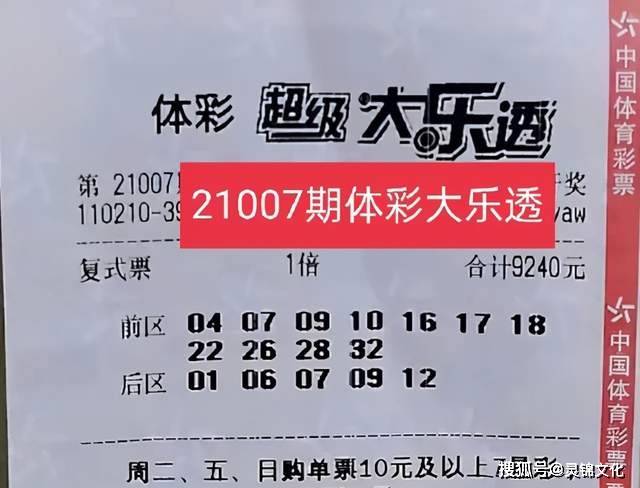 体彩 超级大乐透
第 21007
奖
21007期体彩大乐透
110210-39
yaw
复式票 1倍 合计9240元
前区 04 07 09 10 16 17 18
22 26 28 32
后区 01 06 07 09 12
周二、五、日购单票10元及以上
中国体育彩票
中国体育彩票
搜狐号@灵锦文化